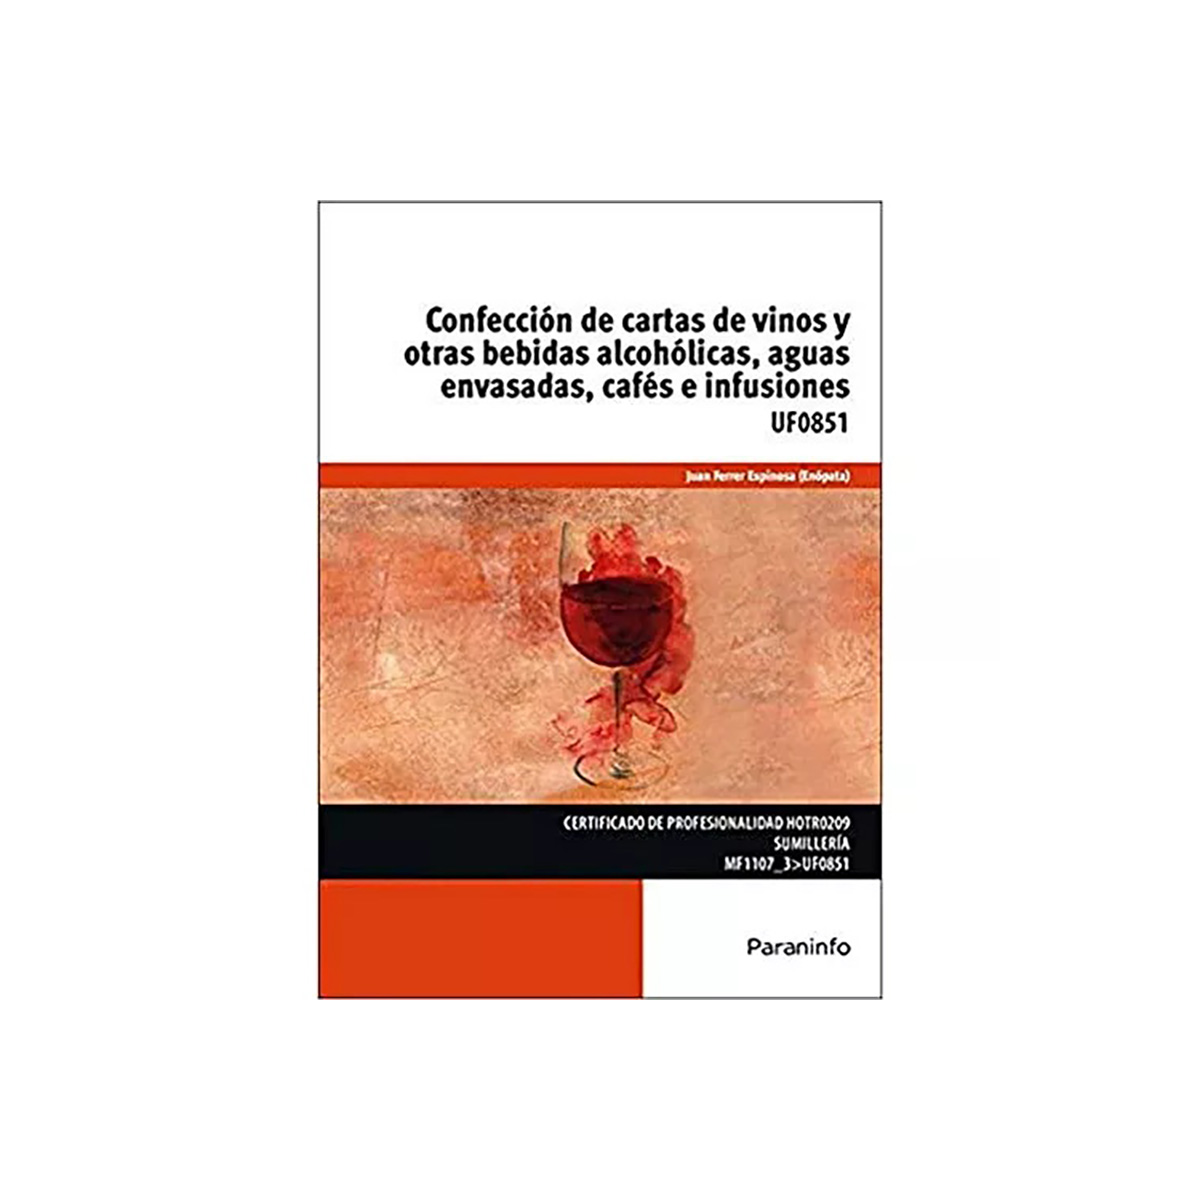 Confección de cartas de vinos y
otras bebidas alcohólicas, aguas
envasadas, cafés e infusiones
UF0851
Juan Ferrer Espinosa (Enópata)
CERTIFICADO DE PROFESIONALIDAD HOTR0209
SUMILLERÍA
MF1107_3>UF0851
Paraninfo